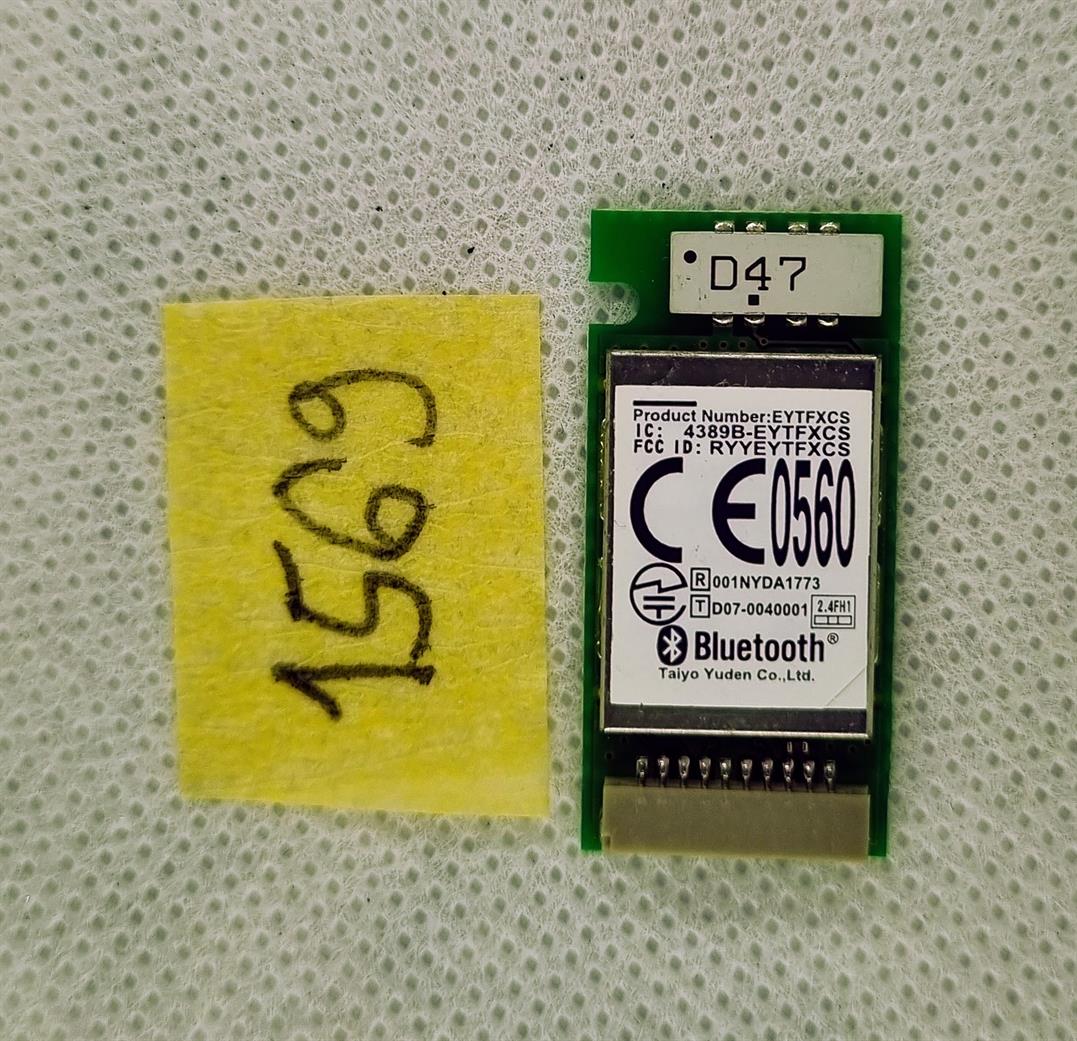 1569
D47
Product Number:EYTFXCS
IC: 4389B-EYTFXCS
FCC ID: RYYEYTFXCS
CE0560
R 001NYDA1773
T D07-0040001 2.4FH1
Bluetooth®
Taiyo Yuden Co.,Ltd.